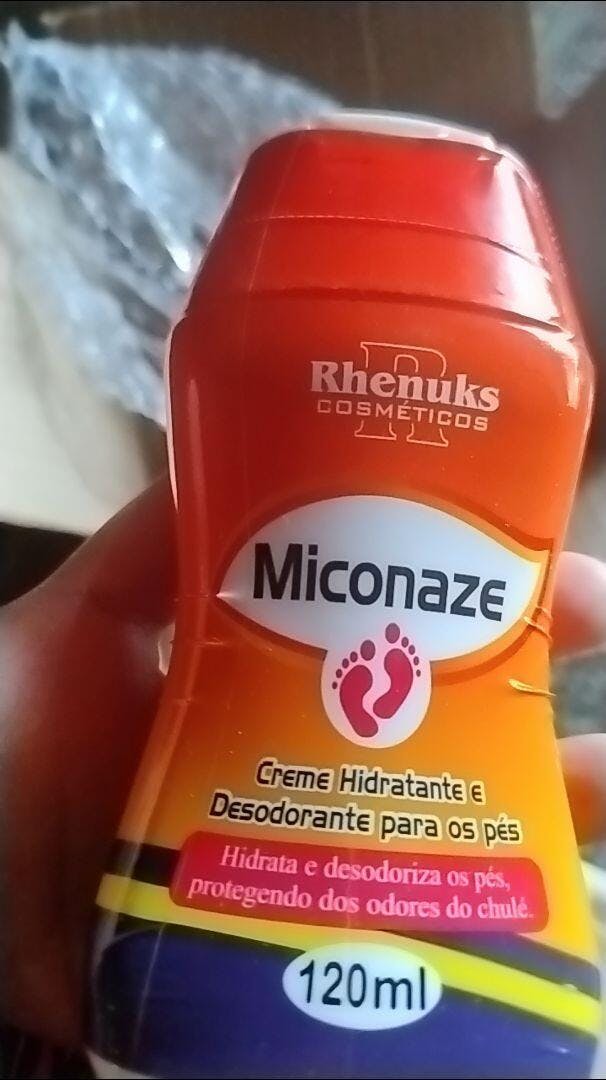 Rhenuks
COSMÉTICOS
Miconaze
Creme Hidratante e
Desodorante para os pés
Hidrata e desodoriza os pés,
protegendo dos odores do chulé.
120ml